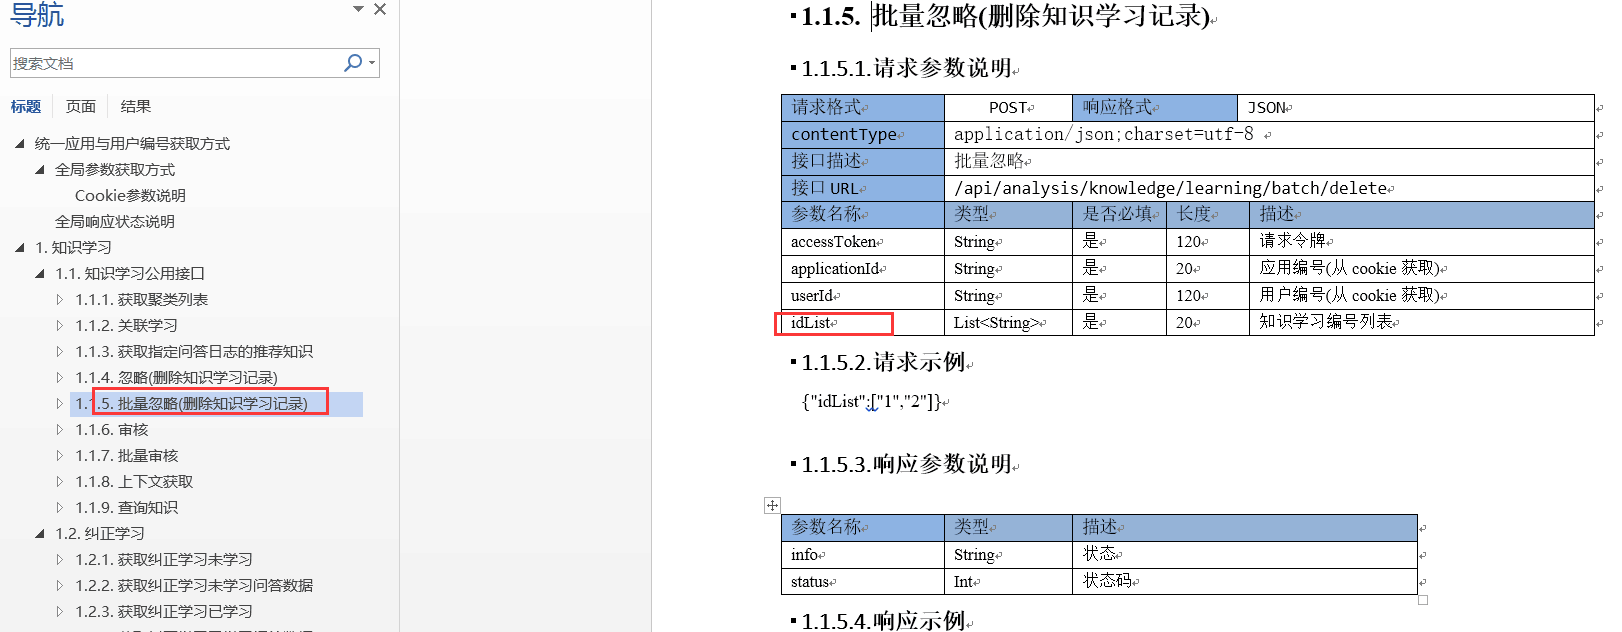 导航
搜索文档
标题 页面 结果
统一应用与用户编号获取方式
全局参数获取方式
Cookie参数说明
全局响应状态说明
1. 知识学习
1.1. 知识学习公用接口
1.1.1. 获取聚类列表
1.1.2. 关联学习
1.1.3. 获取指定问答日志的推荐知识
1.1.4. 忽略(删除知识学习记录)
1.1.5. 批量忽略(删除知识学习记录)
1.1.6. 审核
1.1.7. 批量审核
1.1.8. 上下文获取
1.1.9. 查询知识
1.2. 纠正学习
1.2.1. 获取纠正学习未学习
1.2.2. 获取纠正学习未学习问答数据
1.2.3. 获取纠正学习已学习
1.1.5. 批量忽略(删除知识学习记录)
1.1.5.1.请求参数说明
请求格式 POST 响应格式 JSON
contentType application/json;charset=utf-8
接口描述 批量忽略
接口 URL /api/analysis/knowledge/learning/batch/delete
参数名称 类型 是否必填 长度 描述
accessToken String 是 120 请求令牌
applicationId String 是 20 应用编号(从 cookie 获取)
userId String 是 120 用户编号(从 cookie 获取)
idList List<String> 是 20 知识学习编号列表
1.1.5.2.请求示例
{"idList":["1","2"]}
1.1.5.3.响应参数说明
参数名称 类型 描述
info String 状态
status Int 状态码
1.1.5.4.响应示例